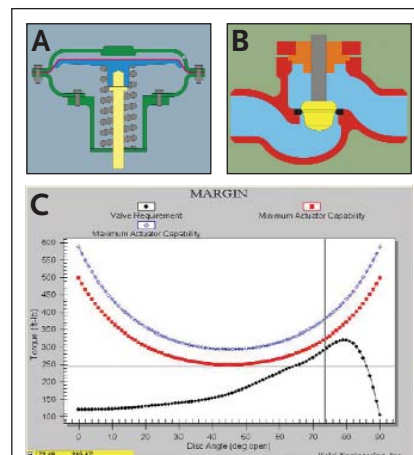 A
B
C
MARGIN
Valve Requirement
Minimum Actuator Capability
Maximum Actuator Capability
600
550
500
450
400
350
300
250
200
150
100
Torque (ft-lb)
0 10 20 30 40 50 60 70 80 90
Disc Angle (deg open)